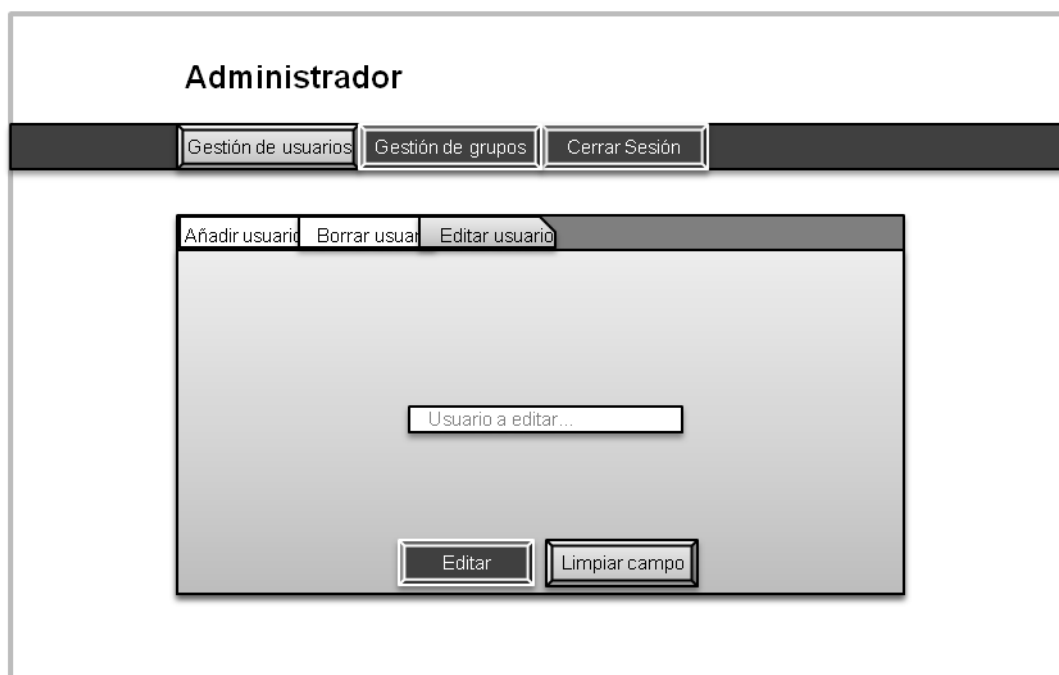 Administrador
Gestión de usuarios Gestión de grupos Cerrar Sesión
Añadir usuario Borrar usuar Editar usuario
Usuario a editar...
Editar Limpiar campo